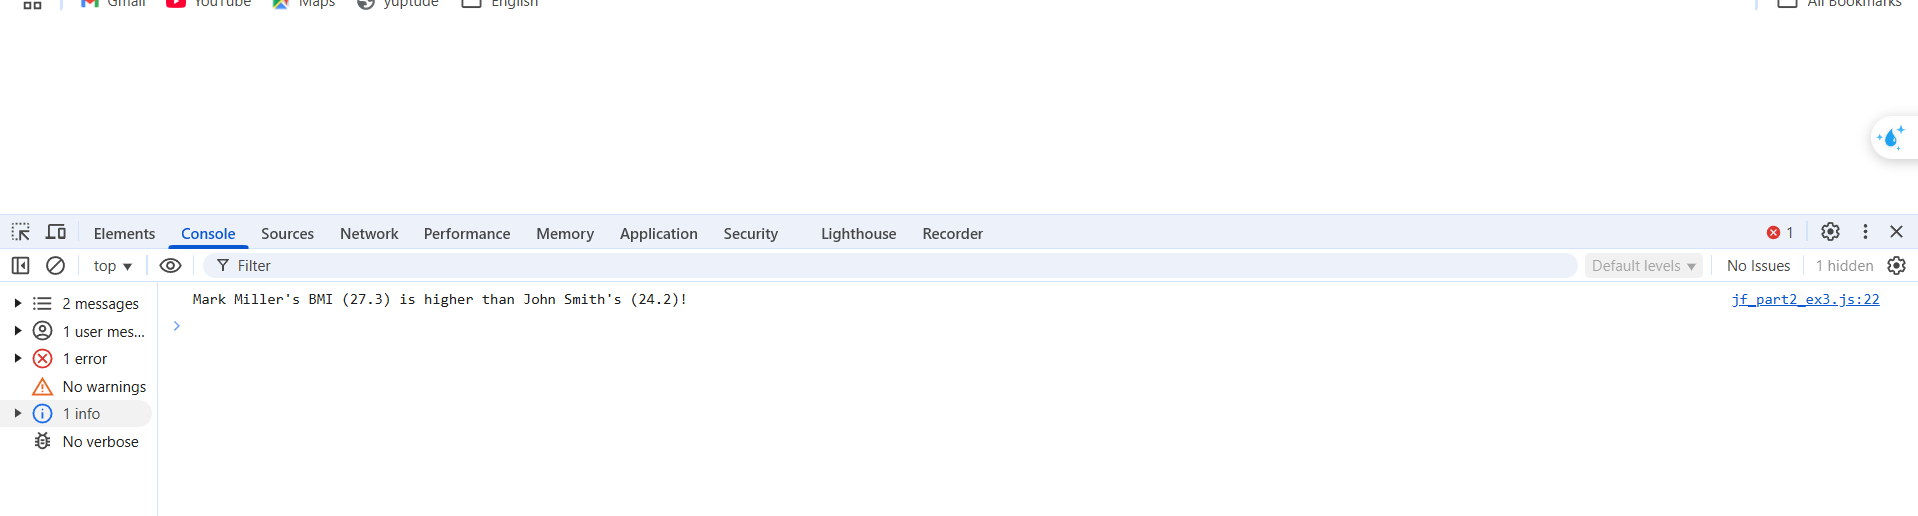 Gmail YouTube Maps yuptude English All Bookmarks
Elements Console Sources Network Performance Memory Application Security Lighthouse Recorder 1
top Filter Default levels No Issues 1 hidden
2 messages
1 user mes...
1 error
No warnings
1 info
No verbose
Mark Miller's BMI (27.3) is higher than John Smith's (24.2)! jf_part2_ex3.js:22